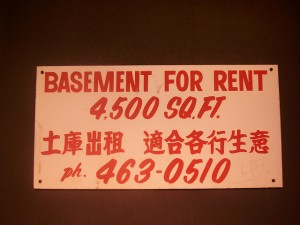 BASEMENT FOR RENT
4,500 SQ.FT.
土庫出租 適合各行生意
ph. 463-0510